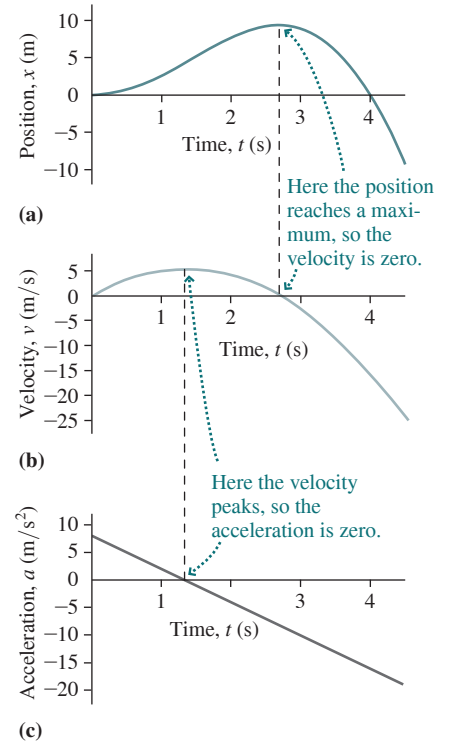 Position, x (m)
10
5
0
−5
−10
1
2
3
4
Time, t (s)
Here the position
reaches a maxi-
mum, so the
velocity is zero.
(a)
Velocity, v (m/s)
5
0
−5
−10
−15
−20
−25
1
2
3
4
Time, t (s)
(b)
Here the velocity
peaks, so the
acceleration is zero.
Acceleration, a (m/s²)
10
5
0
−5
−10
−15
−20
1
2
3
4
Time, t (s)
(c)